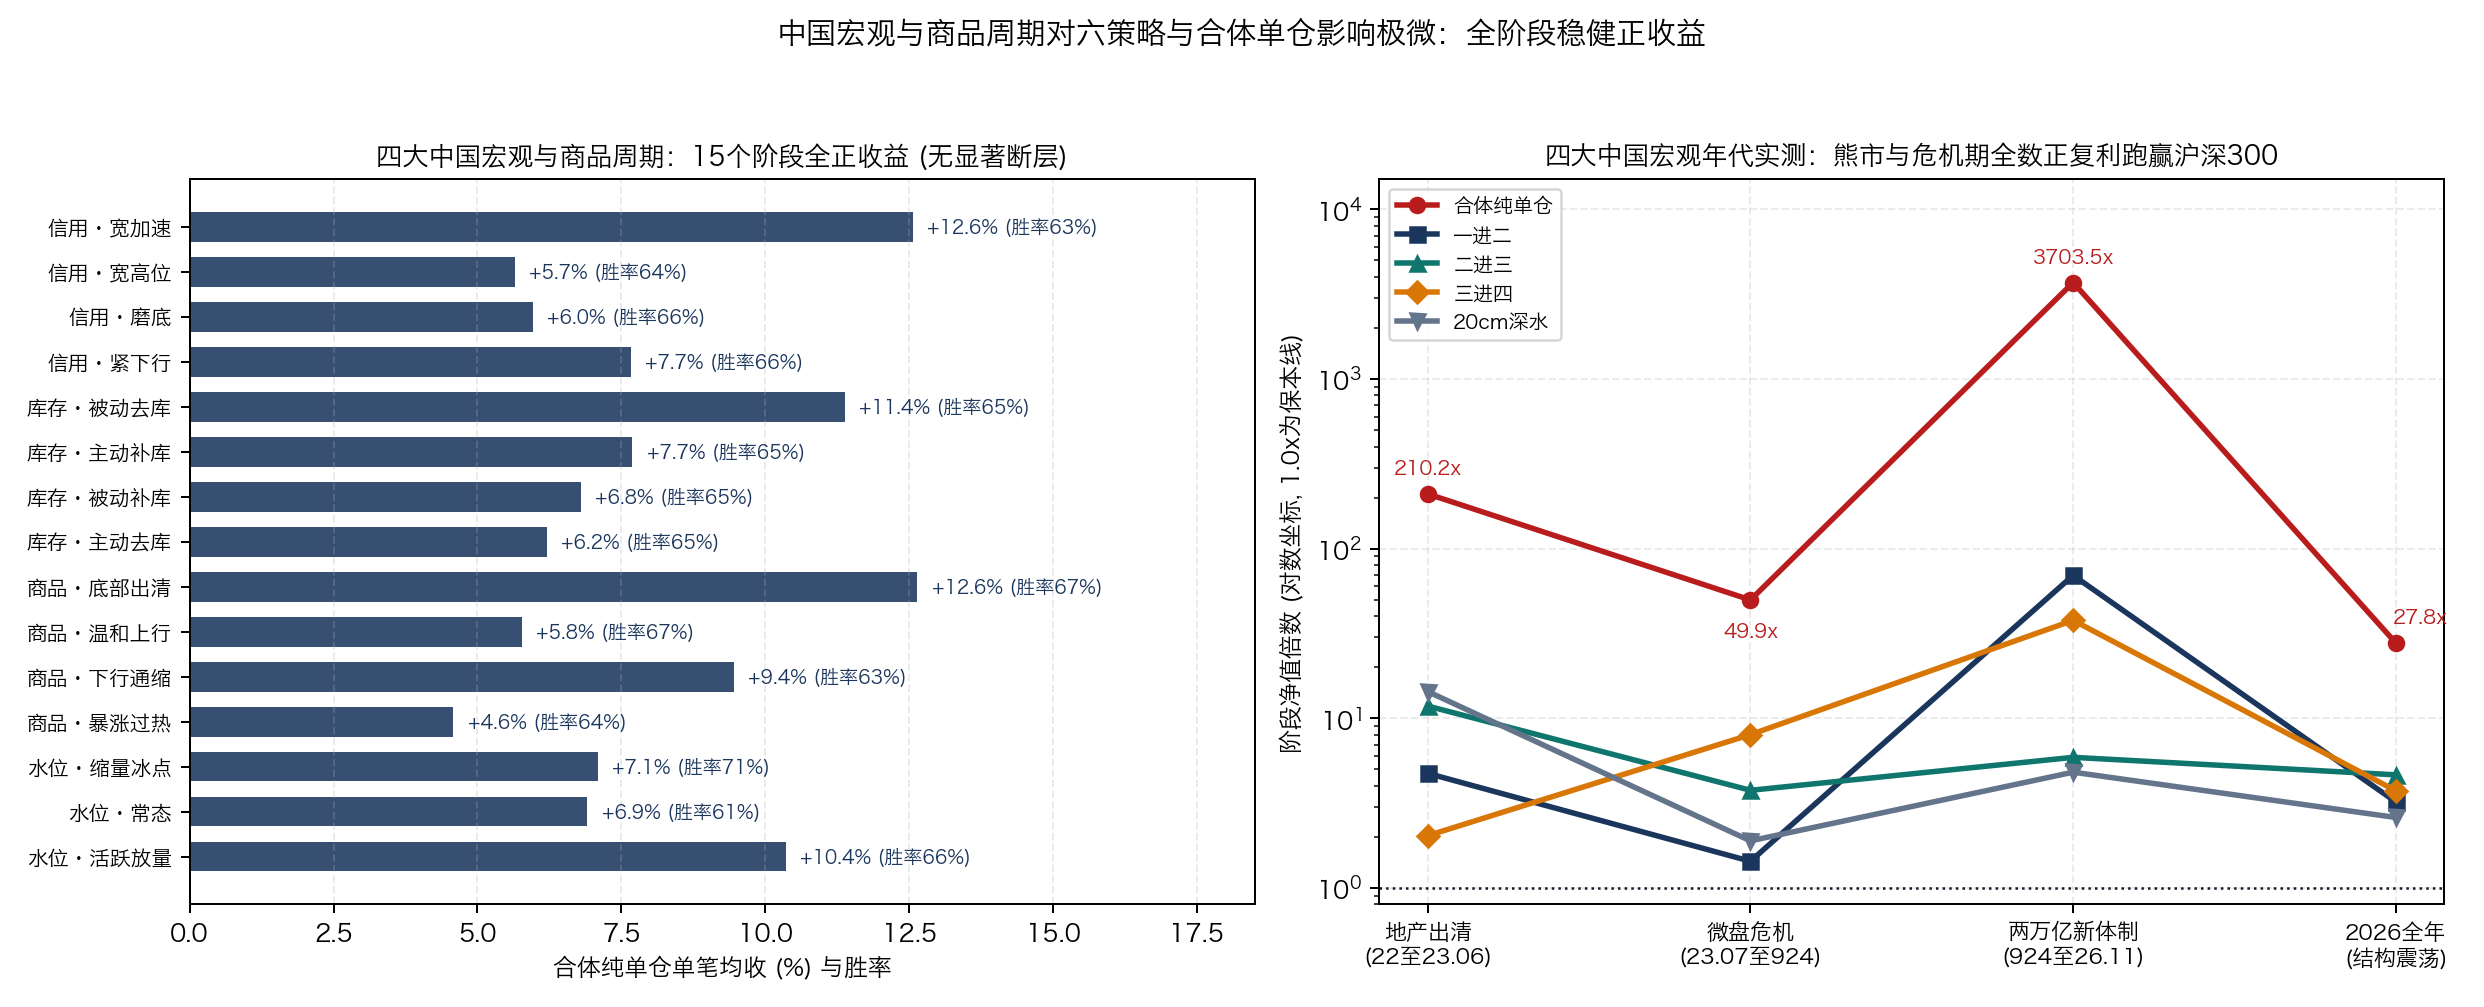 中国宏观与商品周期对六策略与合体单仓影响极微：全阶段稳健正收益
四大中国宏观与商品周期：15个阶段全正收益 (无显著断层)
信用·宽加速
+12.6% (胜率63%)
信用·宽高位
+5.7% (胜率64%)
信用·磨底
+6.0% (胜率66%)
信用·紧下行
+7.7% (胜率66%)
库存·被动去库
+11.4% (胜率65%)
库存·主动补库
+7.7% (胜率65%)
库存·被动补库
+6.8% (胜率65%)
库存·主动去库
+6.2% (胜率65%)
商品·底部出清
+12.6% (胜率67%)
商品·温和上行
+5.8% (胜率67%)
商品·下行通缩
+9.4% (胜率63%)
商品·暴涨过热
+4.6% (胜率64%)
水位·缩量冰点
+7.1% (胜率71%)
水位·常态
+6.9% (胜率61%)
水位·活跃放量
+10.4% (胜率66%)
0.0 2.5 5.0 7.5 10.0 12.5 15.0 17.5
合体纯单仓单笔均收 (%) 与胜率
四大中国宏观年代实测：熊市与危机期全数正复利跑赢沪深300
阶段净值倍数 (对数坐标, 1.0x为保本线)
10⁴
10³
10²
10¹
10⁰
合体纯单仓
一进二
二进三
三进四
20cm深水
210.2x
49.9x
3703.5x
27.8x
地产出清
(22至23.06)
微盘危机
(23.07至924)
两万亿新体制
(924至26.11)
2026全年
(结构震荡)